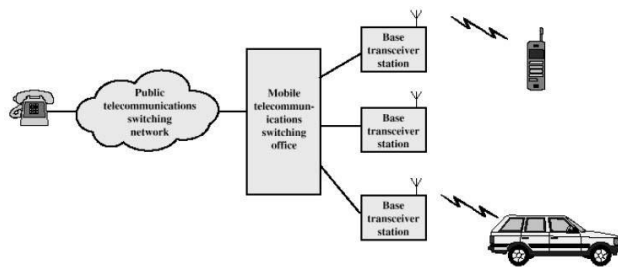 Public
telecommunications
switching
network
Mobile
telecommun-
ications
switching
office
Base
transceiver
station
Base
transceiver
station
Base
transceiver
station